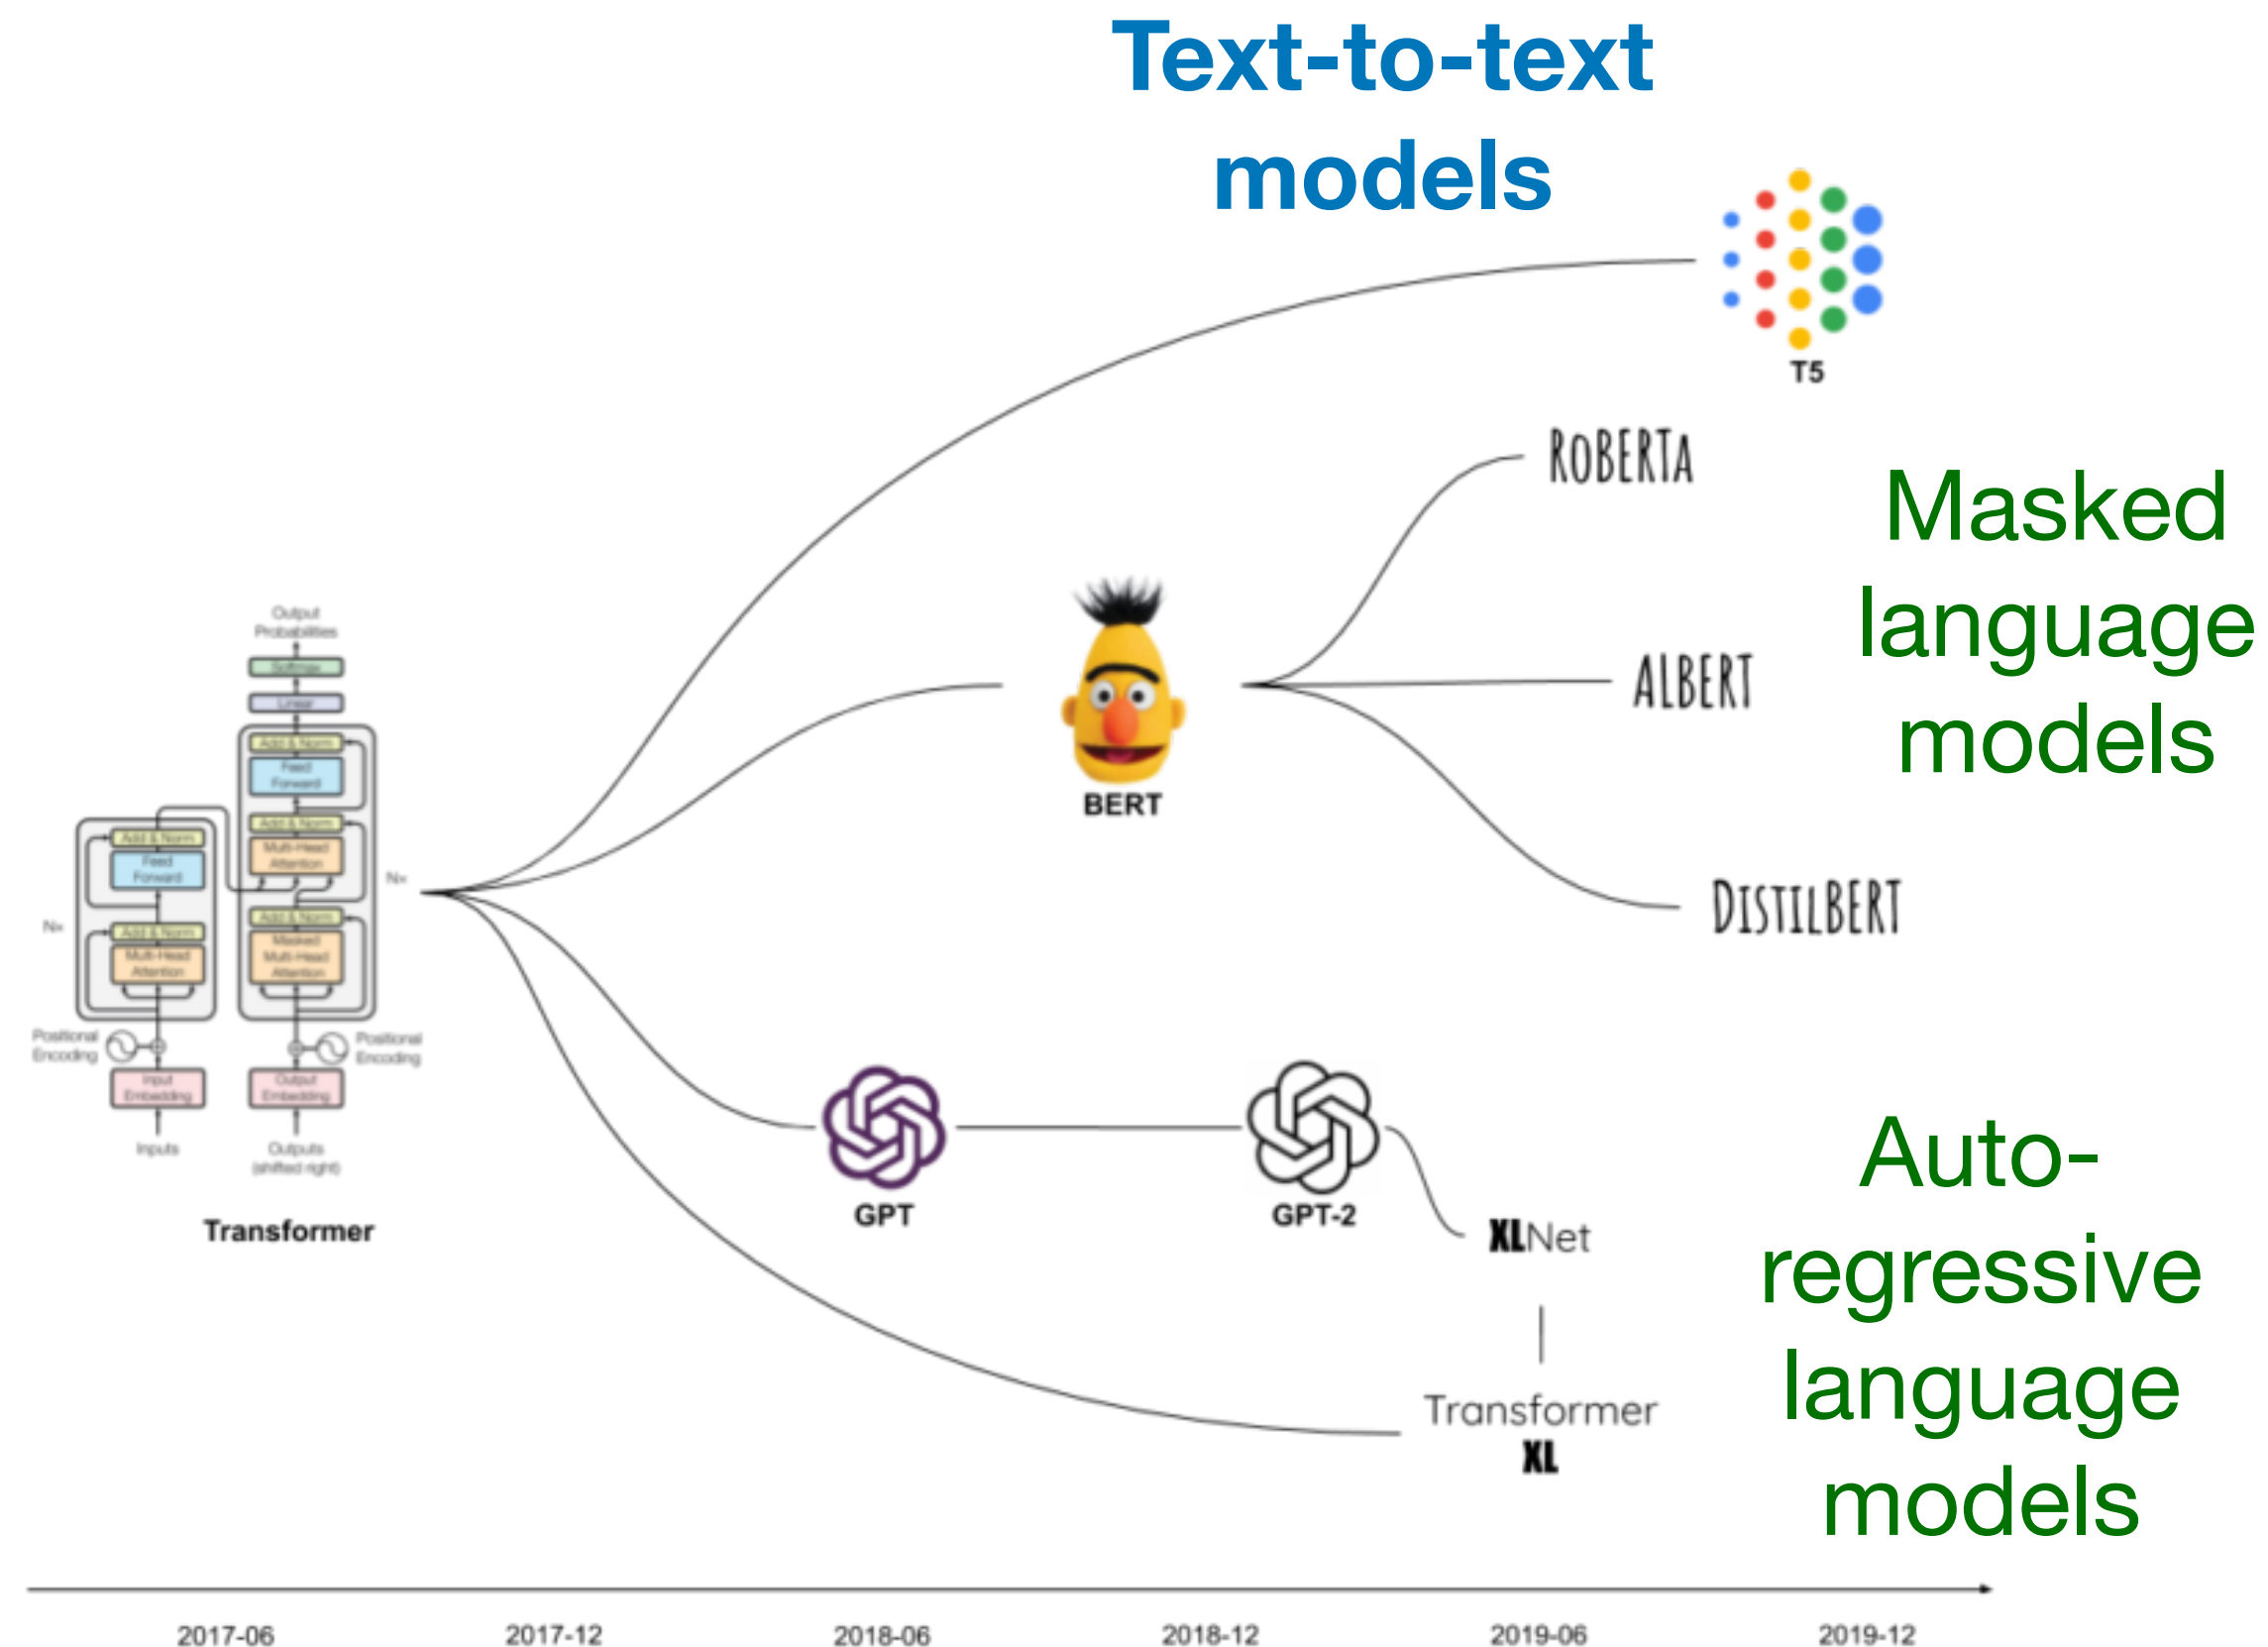 Text-to-text
models
T5
RoBERTa
Masked
language
models
ALBERT
BERT
DistilBERT
Output
Probabilities
Softmax
Linear
Add & Norm
Feed
Forward
Add & Norm
Multi-Head
Attention
Add & Norm
Masked
Multi-Head
Attention
Nx
Add & Norm
Feed
Forward
Add & Norm
Multi-Head
Attention
Nx
Positional
Encoding
Positional
Encoding
Input
Embedding
Output
Embedding
Inputs
Outputs
(shifted right)
Transformer
GPT
GPT-2
XLNet
Transformer
XL
Auto-
regressive
language
models
2017-06
2017-12
2018-06
2018-12
2019-06
2019-12